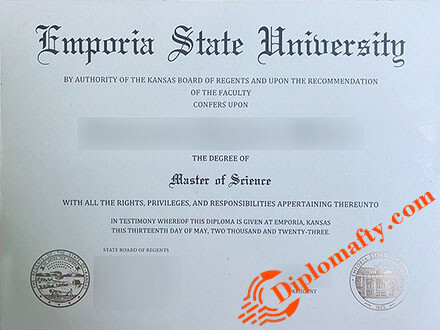 Emporia State University
BY AUTHORITY OF THE KANSAS BOARD OF REGENTS AND UPON THE RECOMMENDATION
OF THE FACULTY
CONFERS UPON
THE DEGREE OF
Master of Science
WITH ALL THE RIGHTS, PRIVILEGES, AND RESPONSIBILITIES APPERTAINING THEREUNTO
IN TESTIMONY WHEREOF THIS DIPLOMA IS GIVEN AT EMPORIA, KANSAS
THIS THIRTEENTH DAY OF MAY, TWO THOUSAND AND TWENTY-THREE.
STATE BOARD OF REGENTS
Diplomafty.com